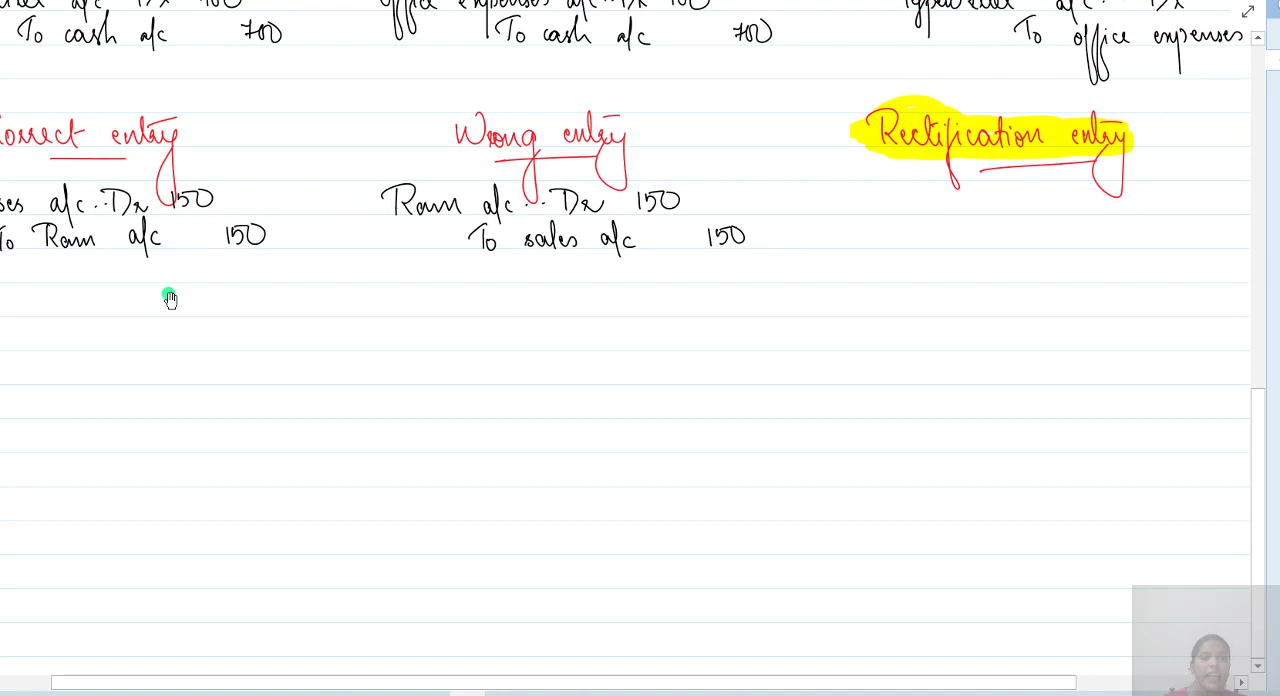 To cash a/c 700 To cash a/c 700 To office expenses
Correct entry Wrong entry Rectification entry
a/c ... Dr 150 Ram a/c ... Dr 150
To Ram a/c 150 To sales a/c 150